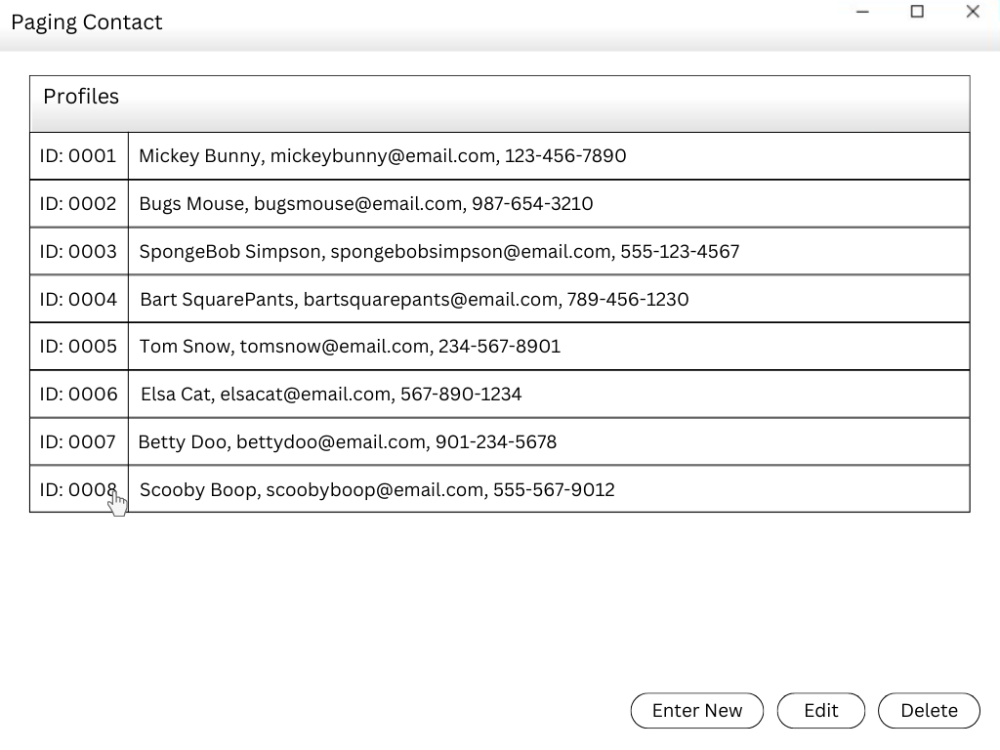 Paging Contact
Profiles
ID: 0001 Mickey Bunny, mickeybunny@email.com, 123-456-7890
ID: 0002 Bugs Mouse, bugsmouse@email.com, 987-654-3210
ID: 0003 SpongeBob Simpson, spongebobsimpson@email.com, 555-123-4567
ID: 0004 Bart SquarePants, bartsquarepants@email.com, 789-456-1230
ID: 0005 Tom Snow, tomsnow@email.com, 234-567-8901
ID: 0006 Elsa Cat, elsacat@email.com, 567-890-1234
ID: 0007 Betty Doo, bettydoo@email.com, 901-234-5678
ID: 0008 Scooby Boop, scoobyboop@email.com, 555-567-9012
Enter New Edit Delete